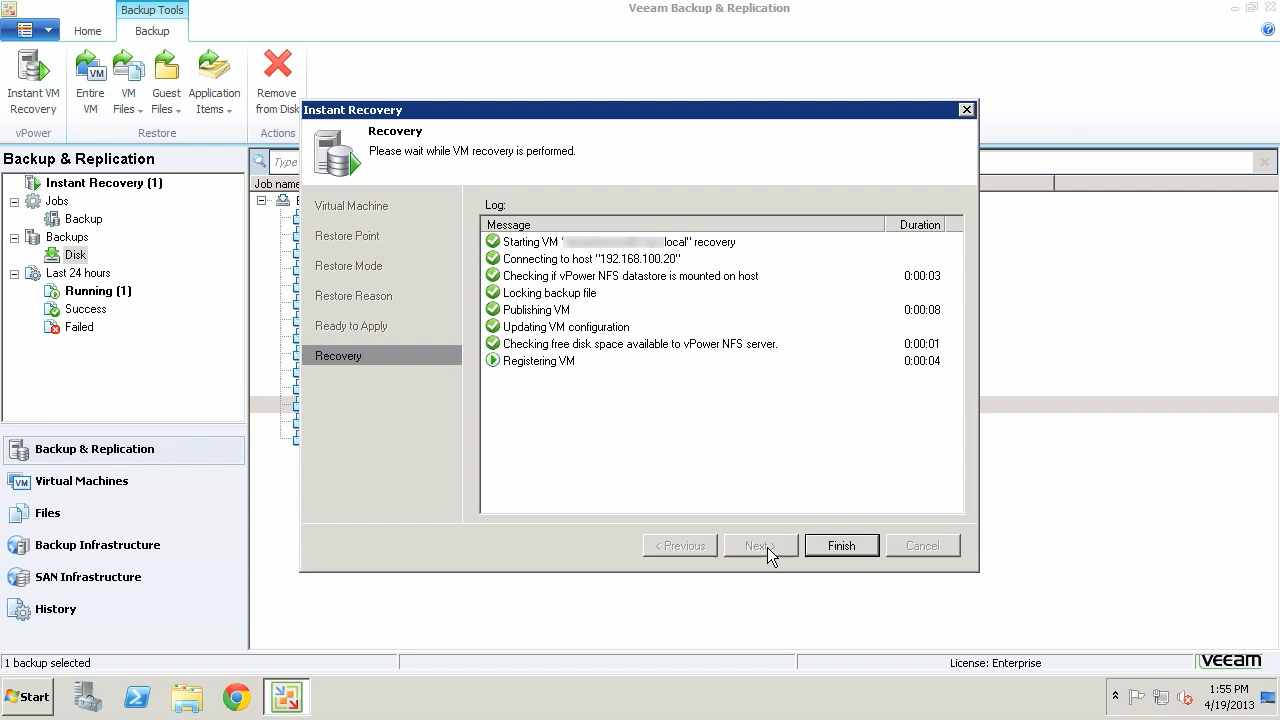 Backup Tools
Veeam Backup & Replication
Home
Backup
Instant VM Recovery
Entire VM
VM Files
Guest Files
Application Items
Remove from Disk
vPower
Restore
Actions
Backup & Replication
Instant Recovery (1)
Jobs
Backup
Backups
Disk
Last 24 hours
Running (1)
Success
Failed
Type
Job name
Instant Recovery
Recovery
Please wait while VM recovery is performed.
Virtual Machine
Restore Point
Restore Mode
Restore Reason
Ready to Apply
Recovery
Log:
Message Duration
Starting VM "local" recovery
Connecting to host "192.168.100.20"
Checking if vPower NFS datastore is mounted on host 0:00:03
Locking backup file
Publishing VM 0:00:08
Updating VM configuration
Checking free disk space available to vPower NFS server. 0:00:01
Registering VM 0:00:04
< Previous
Next >
Finish
Cancel
Backup & Replication
VM Virtual Machines
Files
Backup Infrastructure
SAN Infrastructure
History
1 backup selected
License: Enterprise
veeam
Start
1:55 PM
4/19/2013